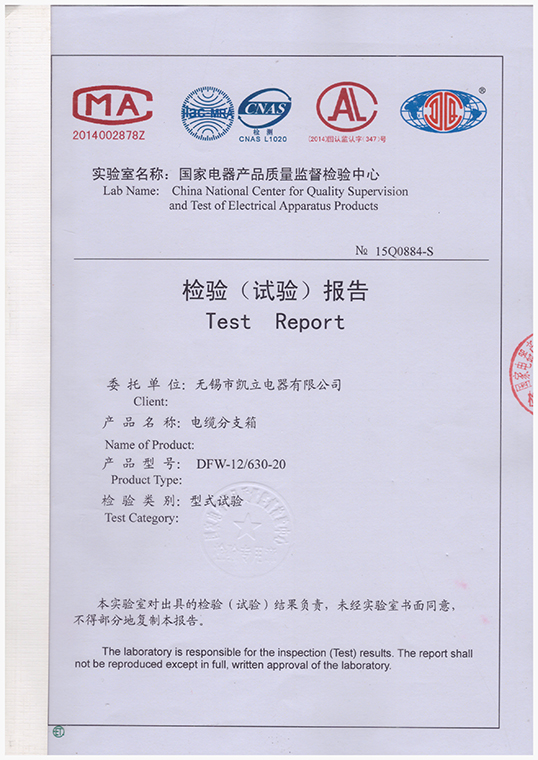 MA
2014002878Z
ilac-MRA
CNAS
检 测
CNAS L1020
AL
(2014)国认监认字(347)号
®
实验室名称：国家电器产品质量监督检验中心
Lab Name: China National Center for Quality Supervision
and Test of Electrical Apparatus Products
№ 15Q0884-S
检验（试验）报告
Test Report
委 托 单 位：无锡市凯立电器有限公司
Client:
产 品 名 称：电缆分支箱
Name of Product:
产 品 型 号： DFW-12/630-20
Product Type:
检 验 类 别：型式试验
Test Category:
本实验室对出具的检验（试验）结果负责，未经实验室书面同意，
不得部分地复制本报告。
The laboratory is responsible for the inspection (Test) results. The report shall
not be reproduced except in full, written approval of the laboratory.